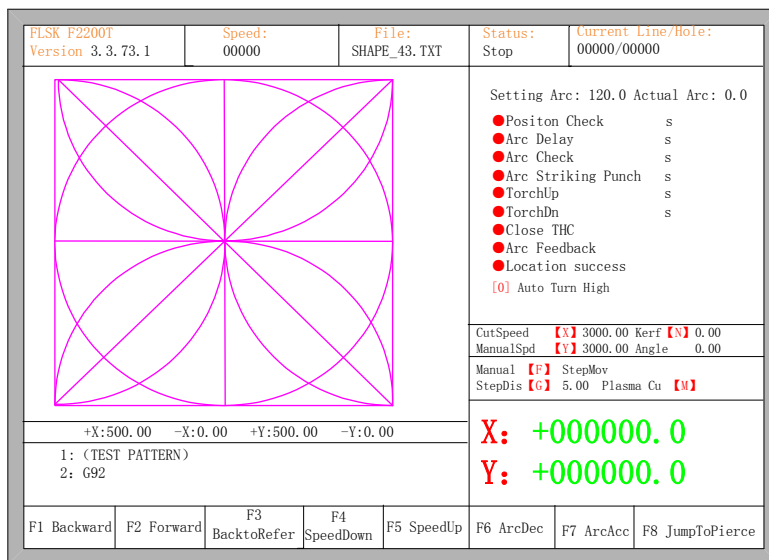 FLSK F2200T
Version 3.3.73.1
Speed:
00000
File:
SHAPE_43.TXT
Status:
Stop
Current Line/Hole:
00000/00000
Setting Arc: 120.0 Actual Arc: 0.0
Positon Check s
Arc Delay s
Arc Check s
Arc Striking Punch s
TorchUp s
TorchDn s
Close THC
Arc Feedback
Location success
[0] Auto Turn High
CutSpeed 【X】3000.00 Kerf【N】0.00
ManualSpd 【Y】3000.00 Angle 0.00
Manual 【F】 StepMov
StepDis【G】 5.00 Plasma Cu 【M】
+X:500.00 -X:0.00 +Y:500.00 -Y:0.00
1: (TEST PATTERN)
2: G92
X: +000000.0
Y: +000000.0
F1 Backward
F2 Forward
F3
BacktoRefer
F4
SpeedDown
F5 SpeedUp
F6 ArcDec
F7 ArcAcc
F8 JumpToPierce